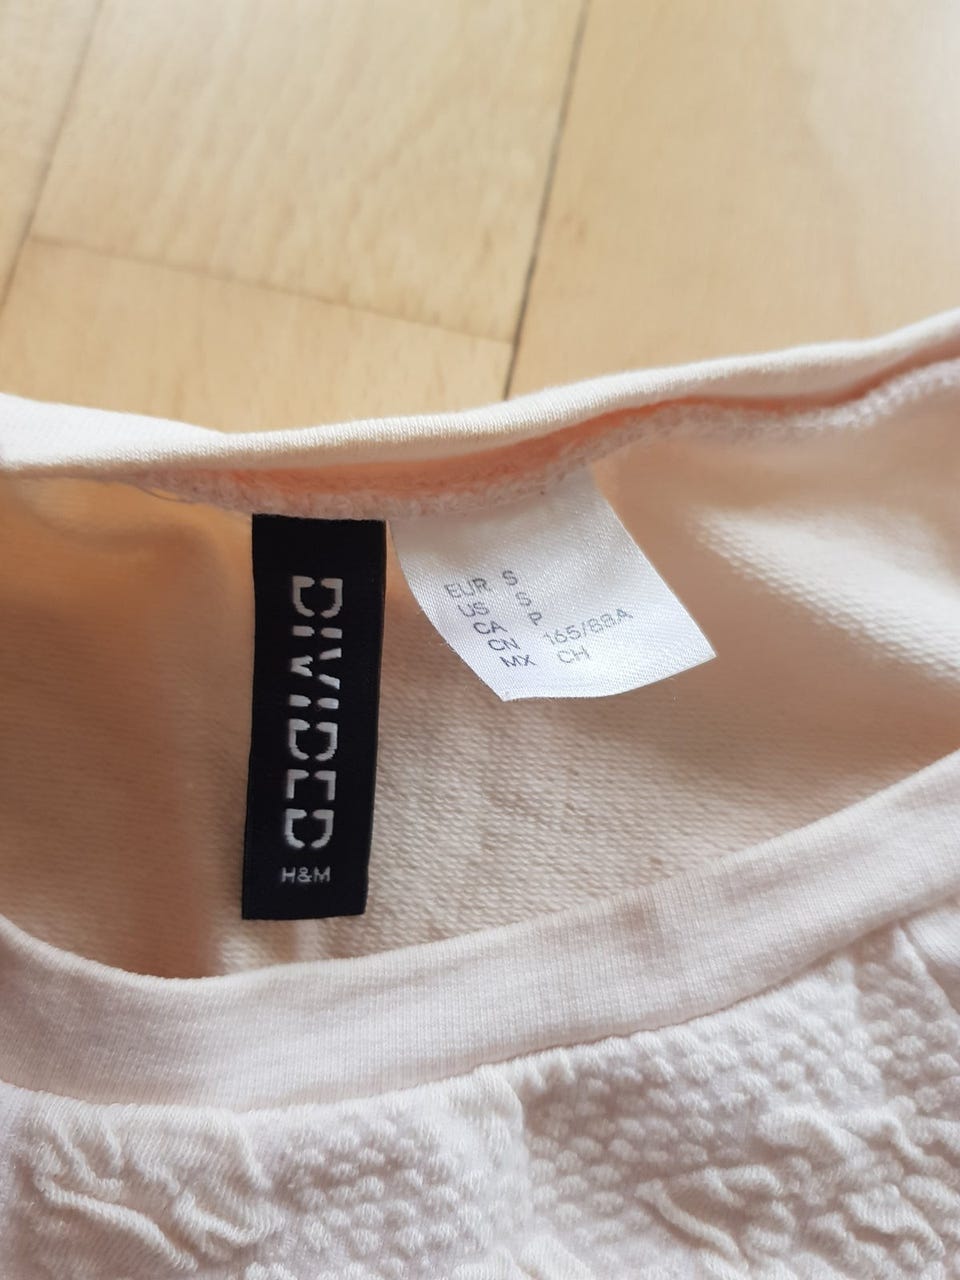 DIVIDED
H&M
EUR S
US S
CA P
CN 165/88A
MX CH